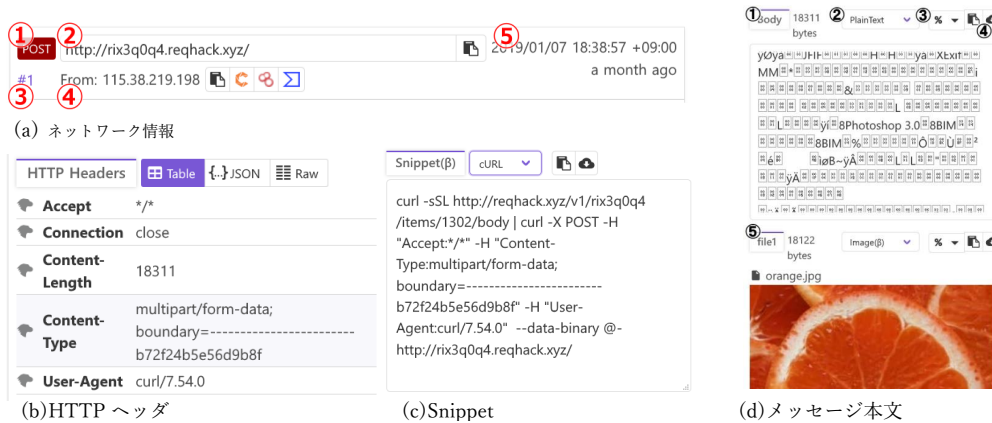 ① ② ⑤
POST http://rix3q0q4.reqhack.xyz/ 2019/01/07 18:38:57 +09:00
#1 From: 115.38.219.198 a month ago
③ ④
(a) ネットワーク情報
HTTP Headers Table {...}JSON Raw
Accept */*
Connection close
Content-Length 18311
Content-Type multipart/form-data;
boundary=------------------------
b72f24b5e56d9b8f
User-Agent curl/7.54.0
(b)HTTP ヘッダ
Snippet(β) cURL
curl -sSL http://reqhack.xyz/v1/rix3q0q4
/items/1302/body | curl -X POST -H
"Accept:*/*" -H "Content-
Type:multipart/form-data;
boundary=------------------------
b72f24b5e56d9b8f" -H "User-
Agent:curl/7.54.0" --data-binary @-
http://rix3q0q4.reqhack.xyz/
(c)Snippet
① ② ③ ④
Body 18311 bytes PlainText %
8Photoshop 3.0 8BIM
8BIM
⑤
file1 18122 bytes Image(β) %
orange.jpg
(d)メッセージ本文